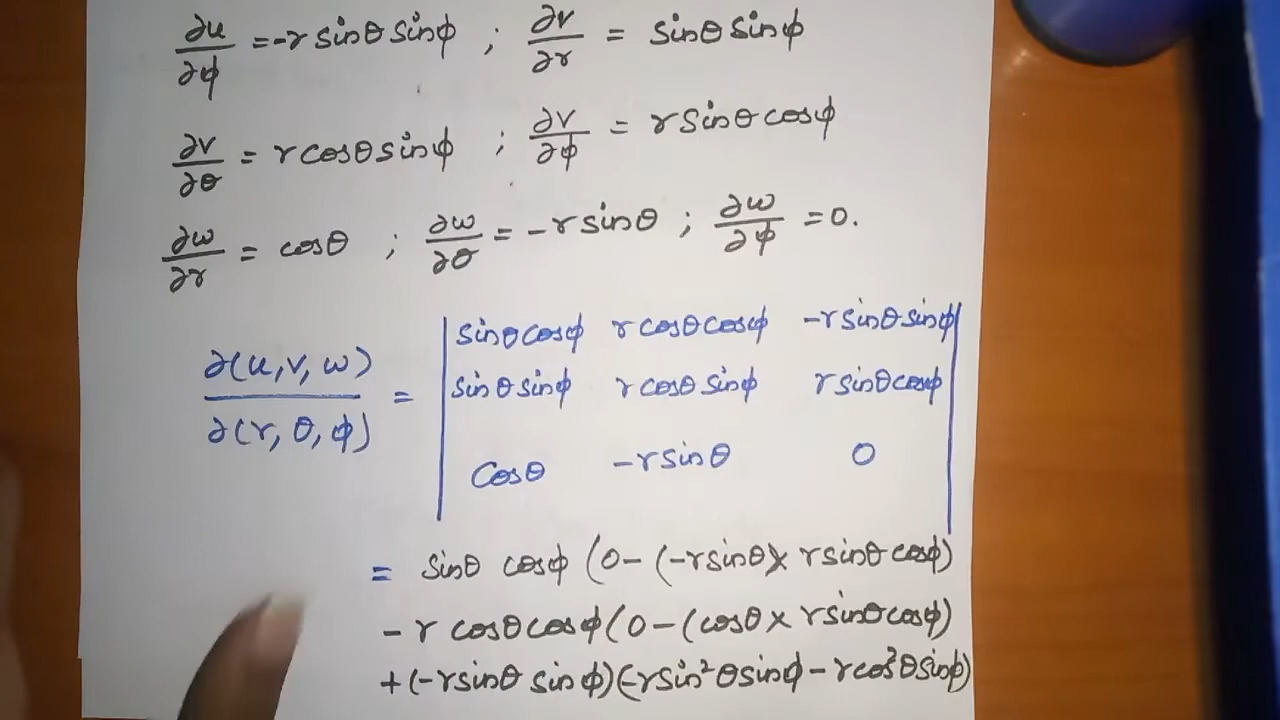 ∂u/∂φ = -r sinθ sinφ ; ∂v/∂r = sinθ sinφ
∂v/∂θ = r cosθ sinφ ; ∂v/∂φ = r sinθ cosφ
∂w/∂r = cosθ ; ∂w/∂θ = -r sinθ ; ∂w/∂φ = 0.
∂(u,v,w)/∂(r,θ,φ) = | sinθ cosφ r cosθ cosφ -r sinθ sinφ |
| sinθ sinφ r cosθ sinφ r sinθ cosφ |
| Cosθ -r sinθ 0 |
= sinθ cosφ (0-(-r sinθ × r sinθ cosφ)
- r cosθ cosφ (0-(cosθ × r sinθ cosφ)
+ (-r sinθ sinφ) (-r sin²θ sinφ - r cos²θ sinφ)